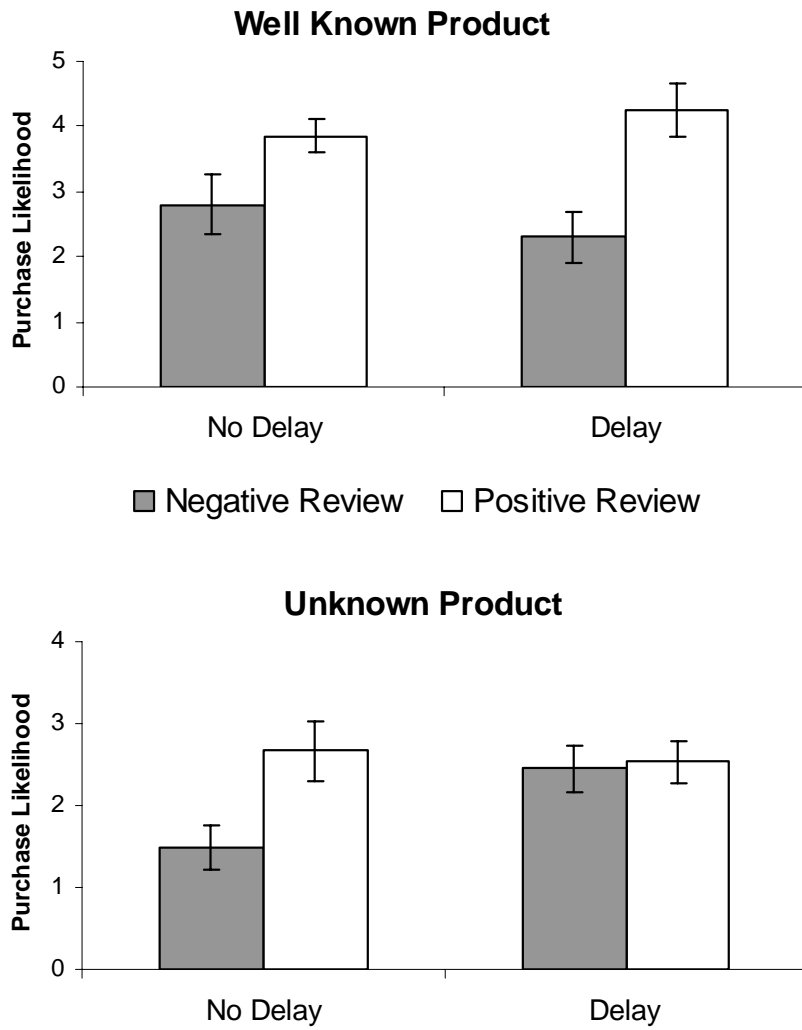 Well Known Product
5
4
3
2
1
0
Purchase Likelihood
No Delay Delay
Negative Review Positive Review
Unknown Product
4
3
2
1
0
Purchase Likelihood
No Delay Delay